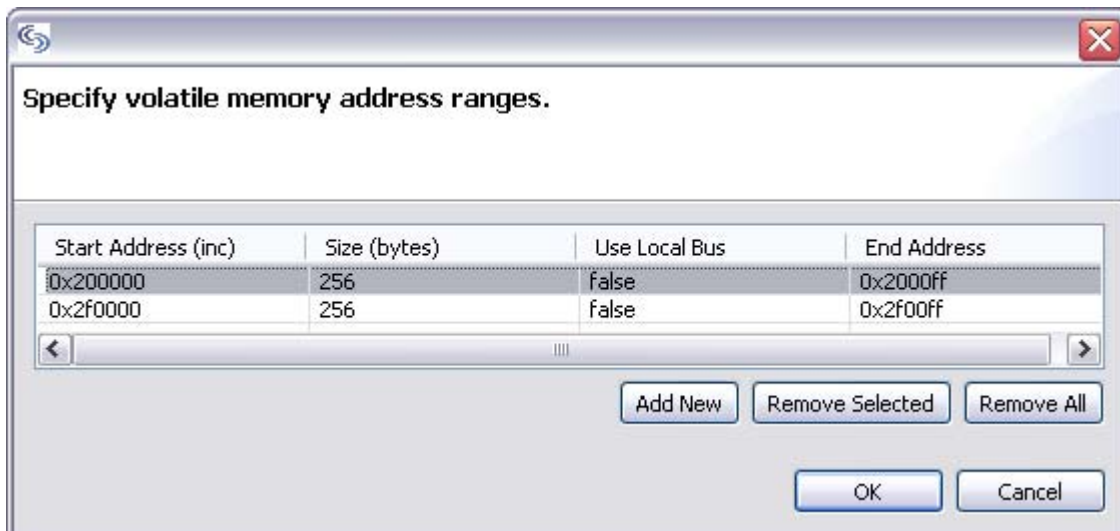 Specify volatile memory address ranges.
Start Address (inc) Size (bytes) Use Local Bus End Address
0x200000 256 false 0x2000ff
0x2f0000 256 false 0x2f00ff
Add New Remove Selected Remove All
OK Cancel